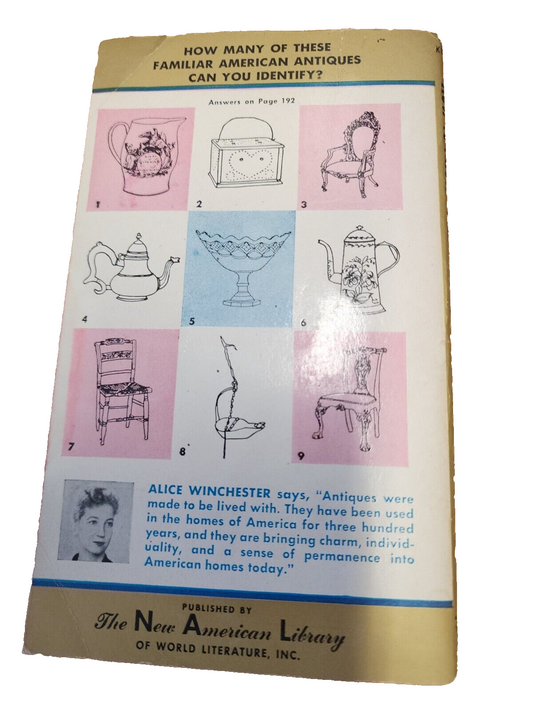 HOW MANY OF THESE
FAMILIAR AMERICAN ANTIQUES
CAN YOU IDENTIFY?
Answers on Page 192
1
2
3
4
5
6
7
8
9
ALICE WINCHESTER says, "Antiques were
made to be lived with. They have been used
in the homes of America for three hundred
years, and they are bringing charm, individ-
uality, and a sense of permanence into
American homes today."
PUBLISHED BY
The New American Library
OF WORLD LITERATURE, INC.